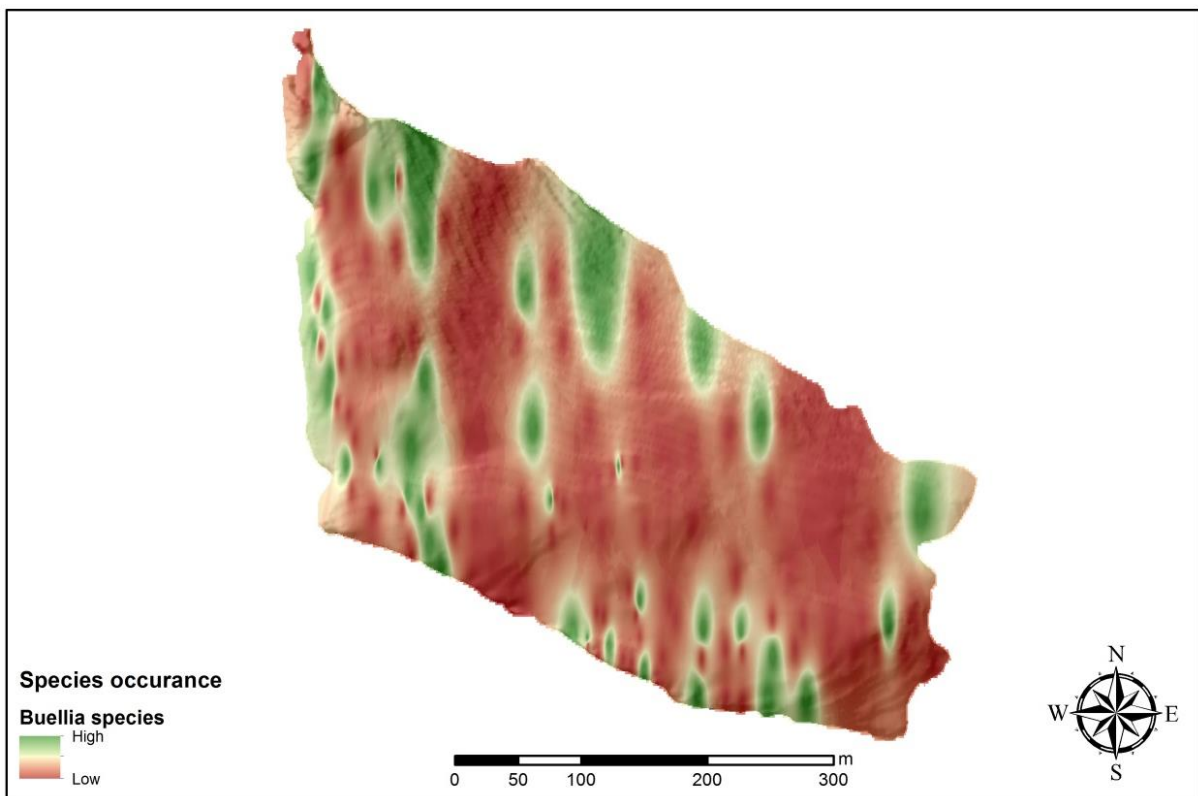 Species occurance
Buellia species
High
Low
0 50 100 200 300 m
N
W E
S